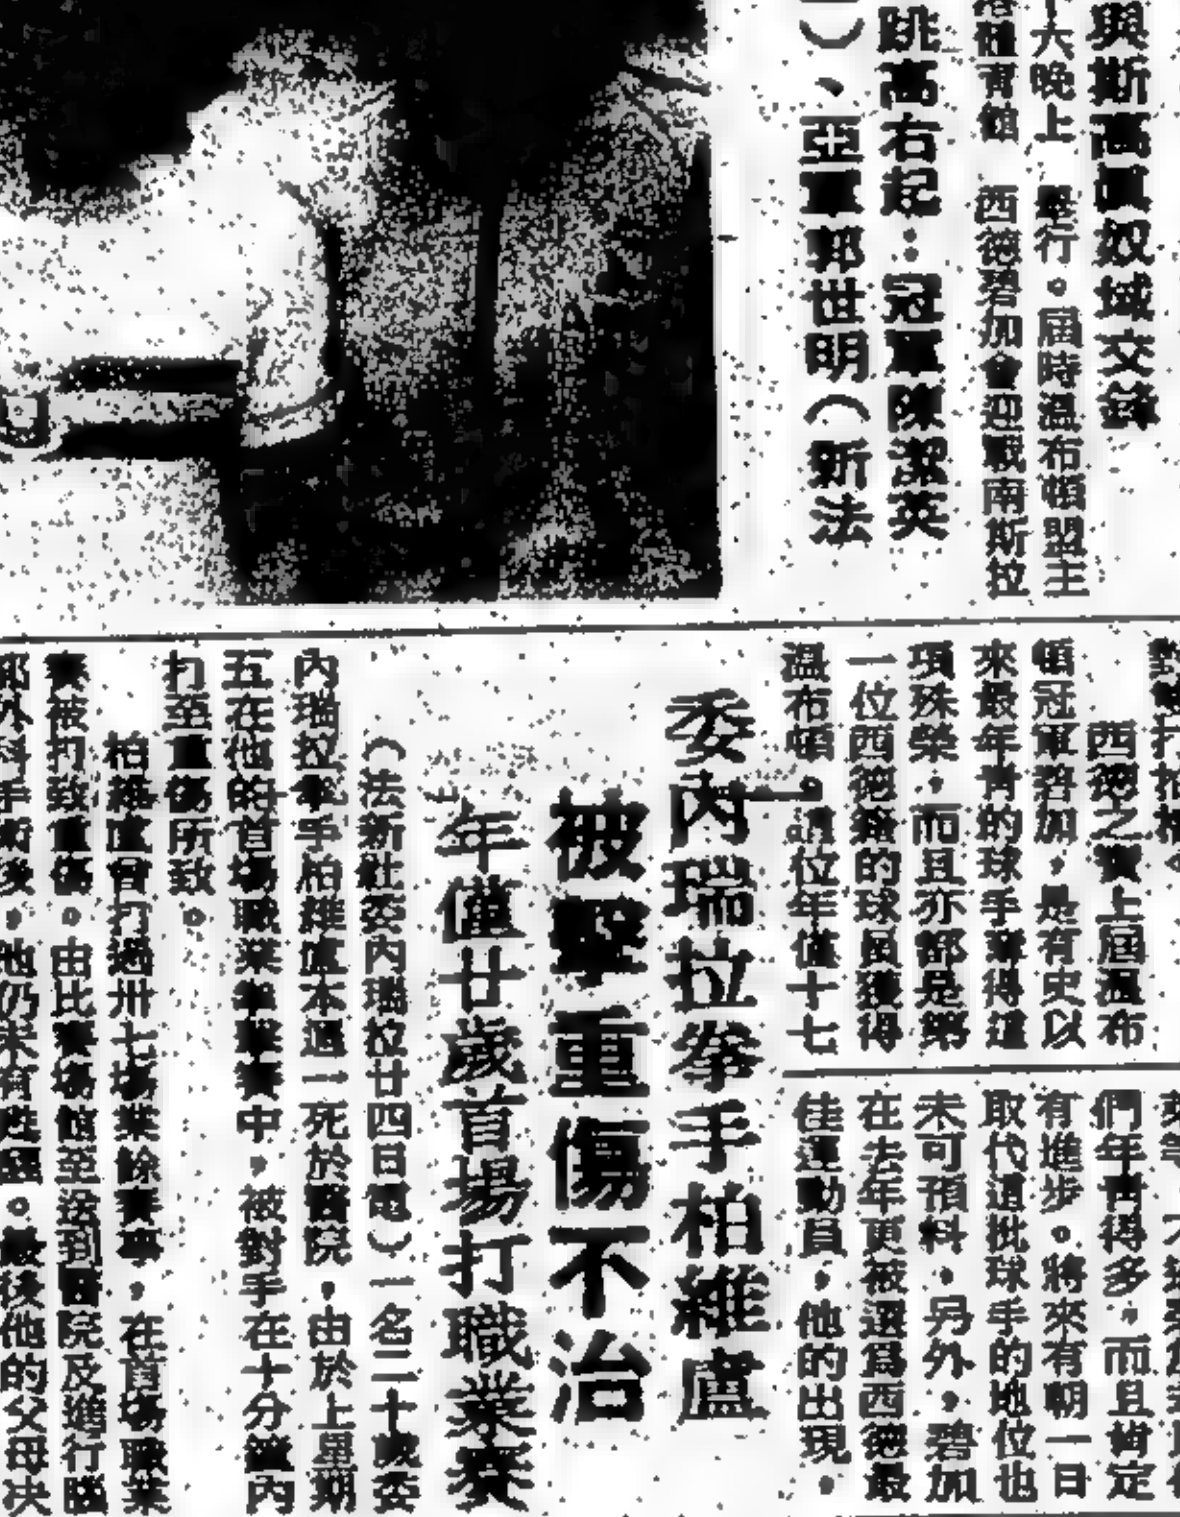 與斯高眞奴域交鋒
十六晚上　舉行。屆時溫布頓盟主
洛體育館　西德碧加會迎戰南斯拉
跳高右起：冠軍陳潔英
）、亞軍郭世明（新法
西德之寶上屆溫布
頓冠軍碧加，是有史以
來最年靑的球手奪得這
項殊榮，而且亦都是第
一位西德籍的球員獲得
溫布頓。這位年僅十七
們年靑得多，而且肯定
有進步。將來有朝一日
取代這批球手的地位也
未可預料。另外，碧加
在去年更被選爲西德最
佳運動員，他的出現，
委內瑞拉拳手柏維盧
被擊重傷不治
年僅廿歲首場打職業賽
（法新社委內瑞拉廿四日電）一名二十歲委
內瑞拉拳手柏維盧本週一死於醫院，由於上星期
五在他的首場職業拳擊賽中，被對手在十分鐘內
打至重傷所致。
柏維盧曾打過卅七場業餘賽事，在首場職業
賽被打致重傷。由比賽場館至送到醫院及進行腦
部外科手術後，他仍未有甦醒。最後他的父母决